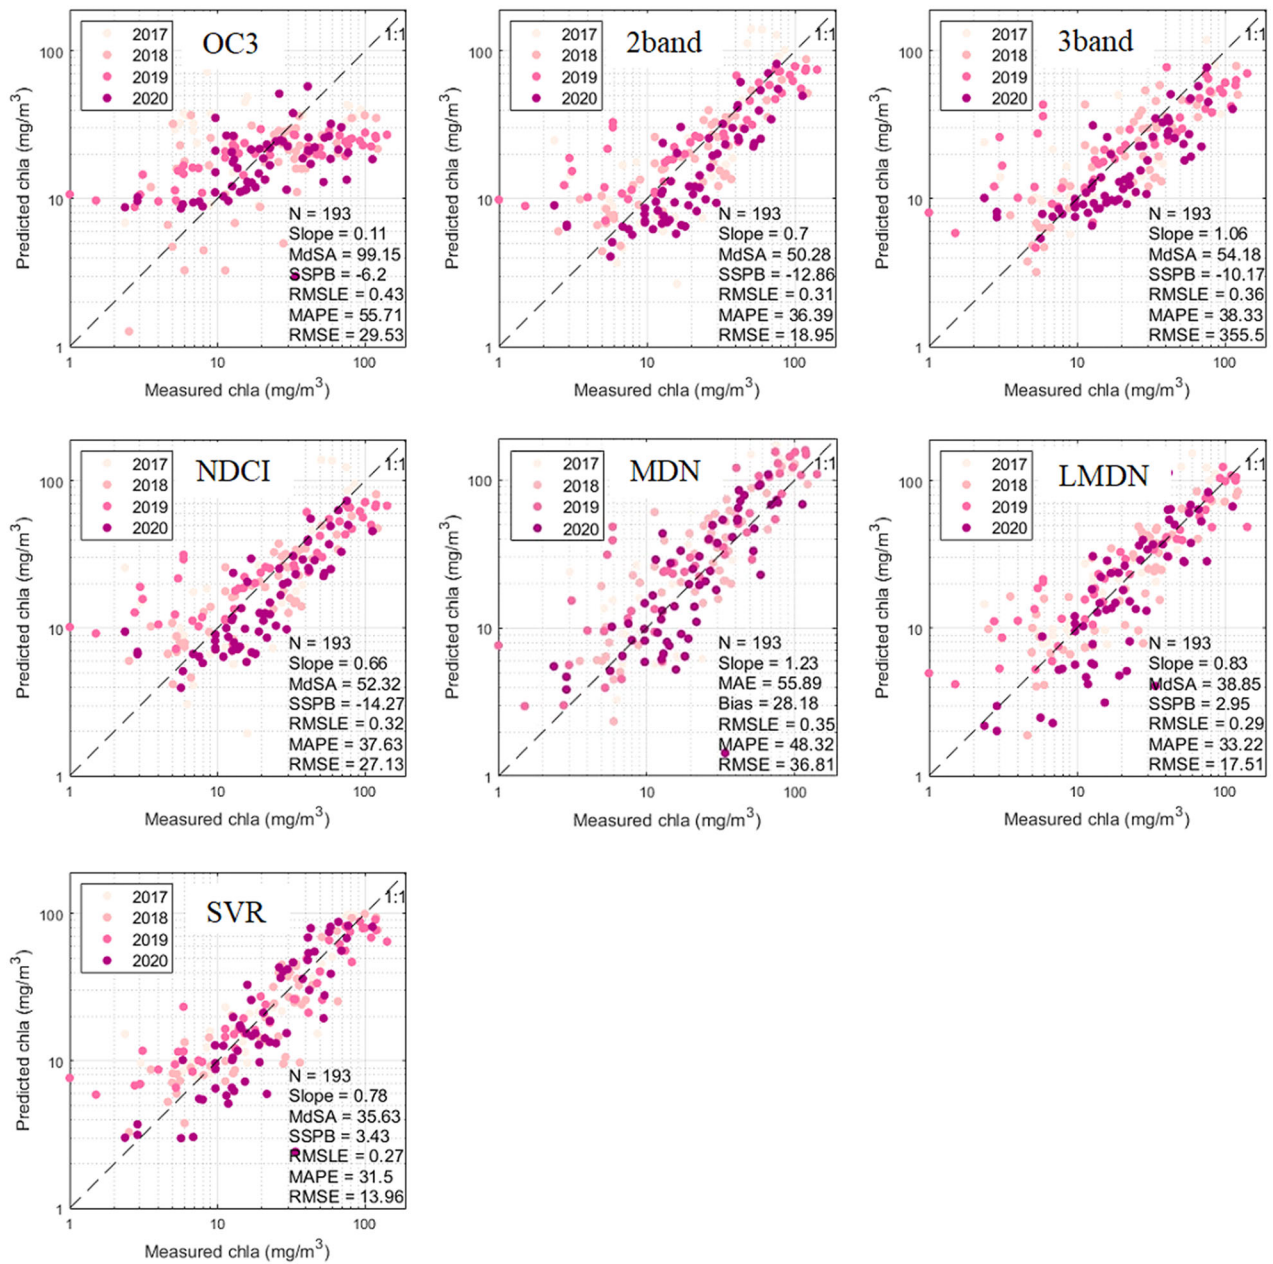 OC3
2017
2018
2019
2020
1:1
100
10
1
Predicted chla (mg/m³)
N = 193
Slope = 0.11
MdSA = 99.15
SSPB = -6.2
RMSLE = 0.43
MAPE = 55.71
RMSE = 29.53
1
10
100
Measured chla (mg/m³)
2band
2017
2018
2019
2020
1:1
100
10
1
Predicted chla (mg/m³)
N = 193
Slope = 0.7
MdSA = 50.28
SSPB = -12.86
RMSLE = 0.31
MAPE = 36.39
RMSE = 18.95
1
10
100
Measured chla (mg/m³)
3band
2017
2018
2019
2020
1:1
100
10
1
Predicted chla (mg/m³)
N = 193
Slope = 1.06
MdSA = 54.18
SSPB = -10.17
RMSLE = 0.36
MAPE = 38.33
RMSE = 355.5
1
10
100
Measured chla (mg/m³)
NDCI
2017
2018
2019
2020
1:1
100
10
1
Predicted chla (mg/m³)
N = 193
Slope = 0.66
MdSA = 52.32
SSPB = -14.27
RMSLE = 0.32
MAPE = 37.63
RMSE = 27.13
1
10
100
Measured chla (mg/m³)
MDN
2017
2018
2019
2020
1:1
100
10
1
Predicted chla (mg/m³)
N = 193
Slope = 1.23
MAE = 55.89
Bias = 28.18
RMSLE = 0.35
MAPE = 48.32
RMSE = 36.81
1
10
100
Measured chla (mg/m³)
LMDN
2017
2018
2019
2020
1:1
100
10
1
Predicted chla (mg/m³)
N = 193
Slope = 0.83
MdSA = 38.85
SSPB = 2.95
RMSLE = 0.29
MAPE = 33.22
RMSE = 17.51
1
10
100
Measured chla (mg/m³)
SVR
2017
2018
2019
2020
1:1
100
10
1
Predicted chla (mg/m³)
N = 193
Slope = 0.78
MdSA = 35.63
SSPB = 3.43
RMSLE = 0.27
MAPE = 31.5
RMSE = 13.96
1
10
100
Measured chla (mg/m³)